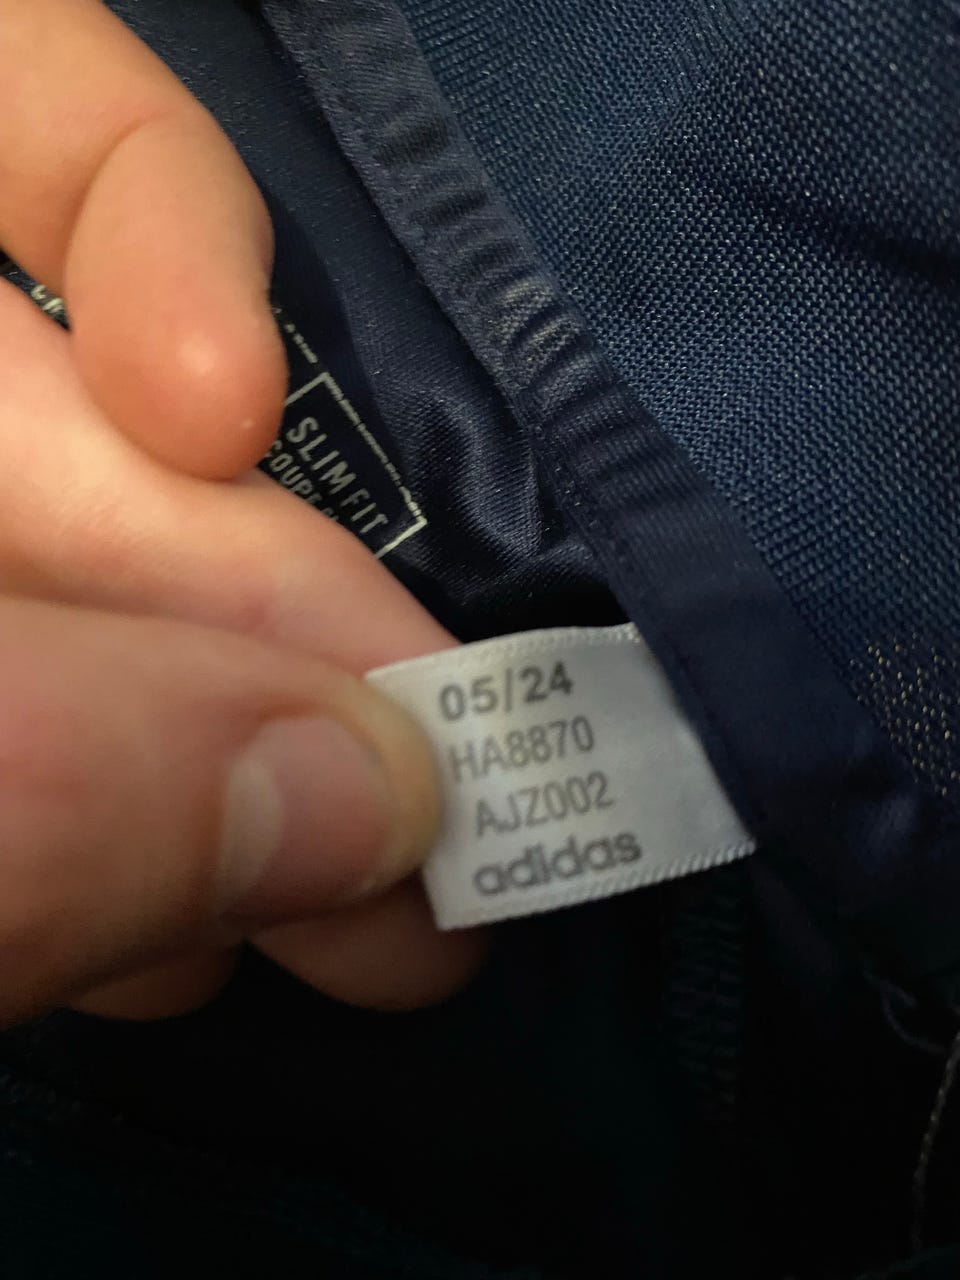 SLIM FIT
05/24
HA8870
AJZ002
adidas